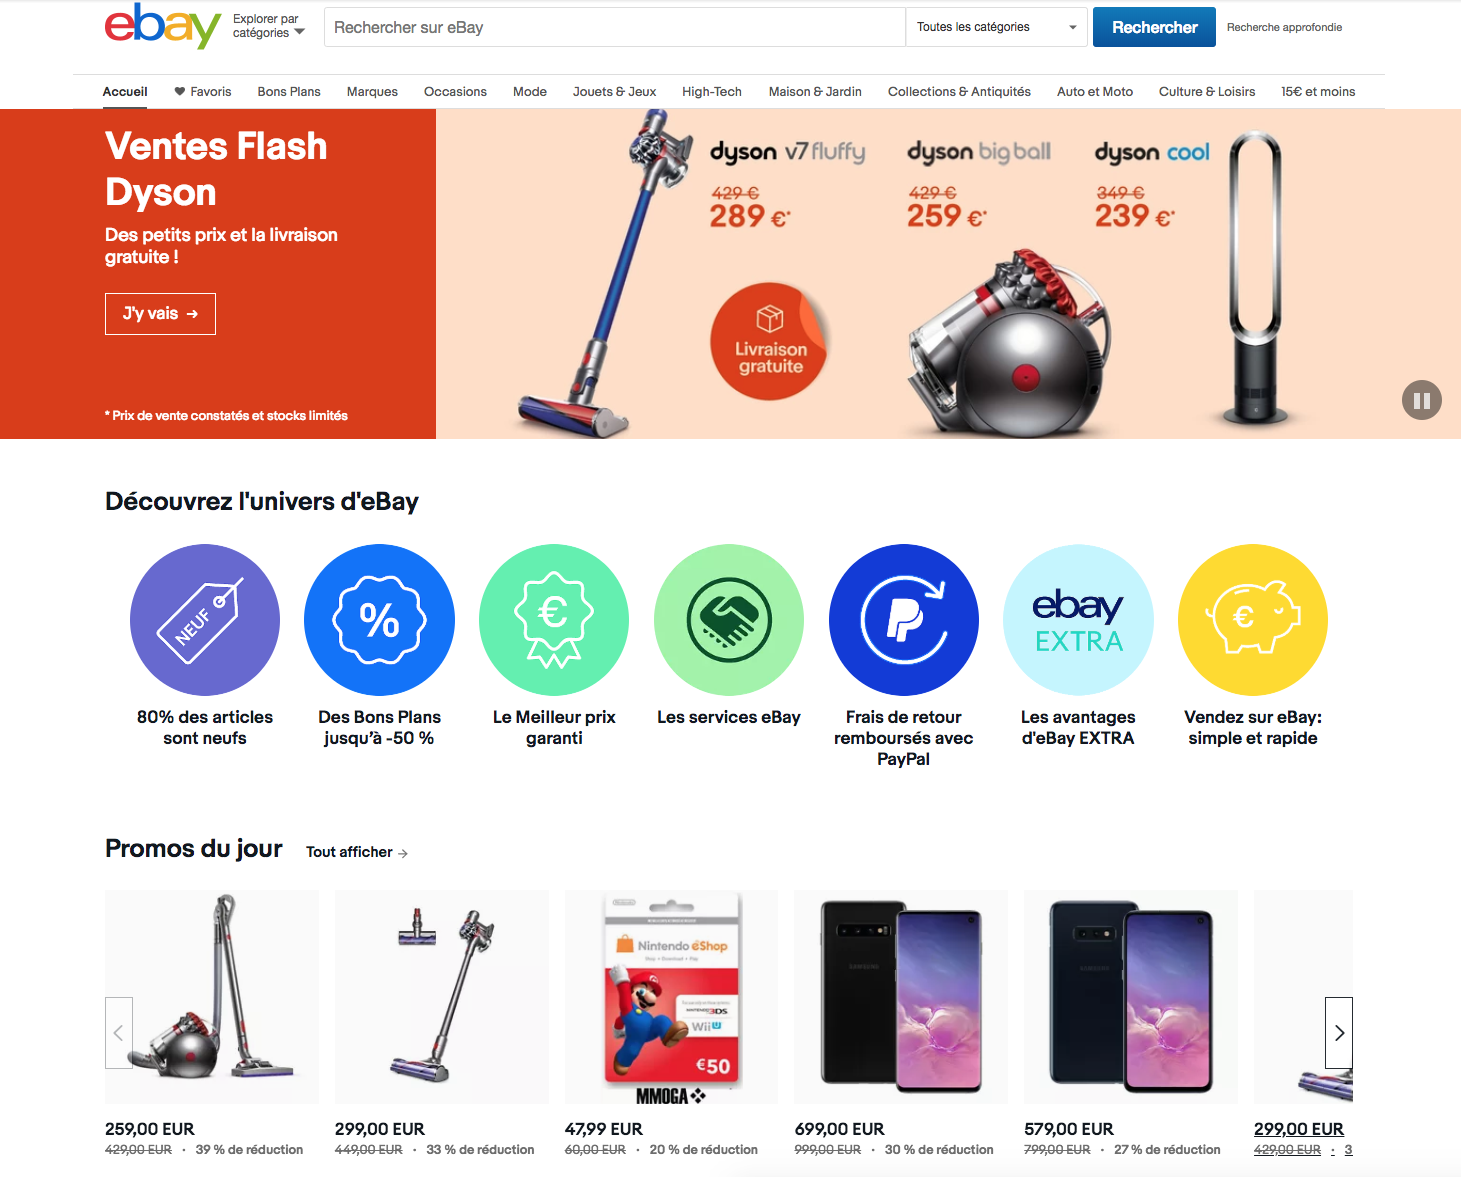 ebay
Explorer par
catégories
Rechercher sur eBay
Toutes les catégories
Rechercher
Recherche approfondie
Accueil
Favoris
Bons Plans
Marques
Occasions
Mode
Jouets & Jeux
High-Tech
Maison & Jardin
Collections & Antiquités
Auto et Moto
Culture & Loisirs
15€ et moins
Ventes Flash
Dyson
Des petits prix et la livraison
gratuite !
J'y vais →
* Prix de vente constatés et stocks limités
dyson v7 fluffy
429 €
289 €*
dyson big ball
429 €
259 €*
dyson cool
349 €
239 €*
Livraison
gratuite
Découvrez l'univers d'eBay
NEUF
%
€
ebay
EXTRA
€
80% des articles
sont neufs
Des Bons Plans
jusqu’à -50 %
Le Meilleur prix
garanti
Les services eBay
Frais de retour
remboursés avec
PayPal
Les avantages
d'eBay EXTRA
Vendez sur eBay:
simple et rapide
Promos du jour
Tout afficher →
Nintendo eShop
NINTENDO 3DS
Wii U
€50
MMOGA
SAMSUNG
259,00 EUR
429,00 EUR · 39 % de réduction
299,00 EUR
449,00 EUR · 33 % de réduction
47,99 EUR
60,00 EUR · 20 % de réduction
699,00 EUR
999,00 EUR · 30 % de réduction
579,00 EUR
799,00 EUR · 27 % de réduction
299,00 EUR
429,00 EUR · 3